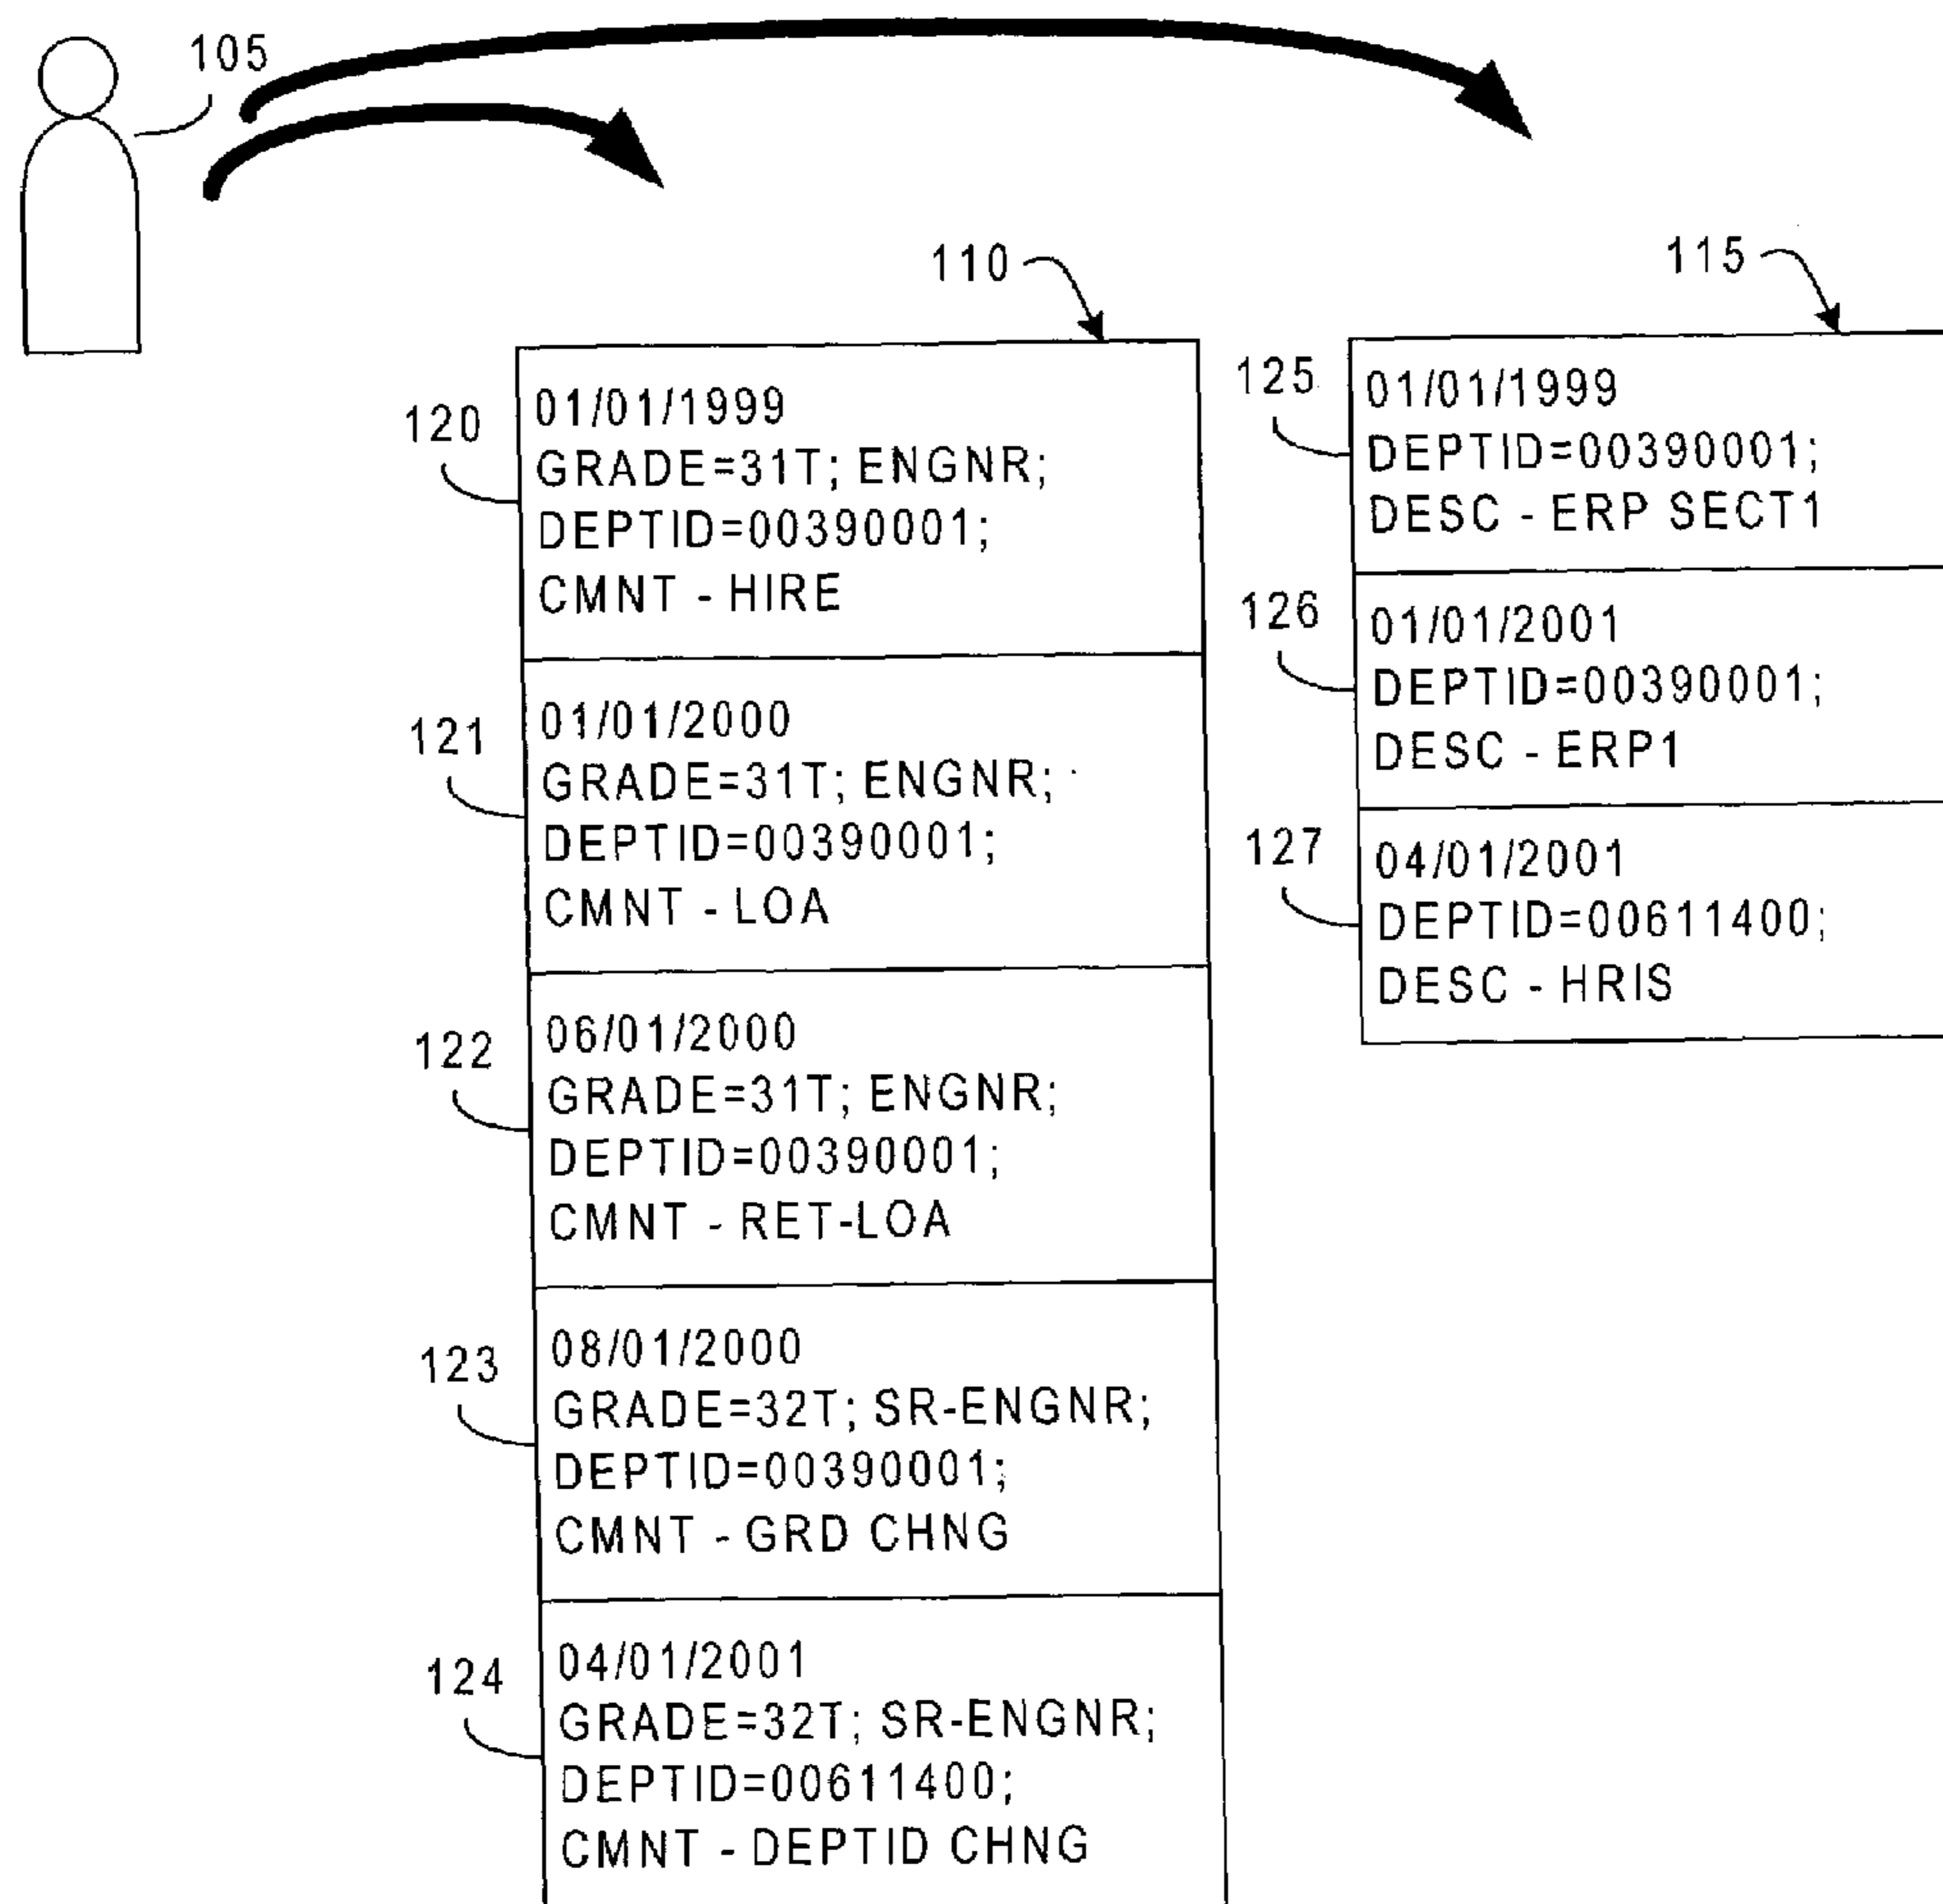 105
110
115
120
01/01/1999
GRADE=31T; ENGNR;
DEPTID=00390001;
CMNT - HIRE
121
01/01/2000
GRADE=31T; ENGNR;
DEPTID=00390001;
CMNT - LOA
122
06/01/2000
GRADE=31T; ENGNR;
DEPTID=00390001;
CMNT - RET-LOA
123
08/01/2000
GRADE=32T; SR-ENGNR;
DEPTID=00390001;
CMNT - GRD CHNG
124
04/01/2001
GRADE=32T; SR-ENGNR;
DEPTID=00611400;
CMNT - DEPTID CHNG
125
01/01/1999
DEPTID=00390001;
DESC - ERP SECT1
126
01/01/2001
DEPTID=00390001;
DESC - ERP1
127
04/01/2001
DEPTID=00611400;
DESC - HRIS